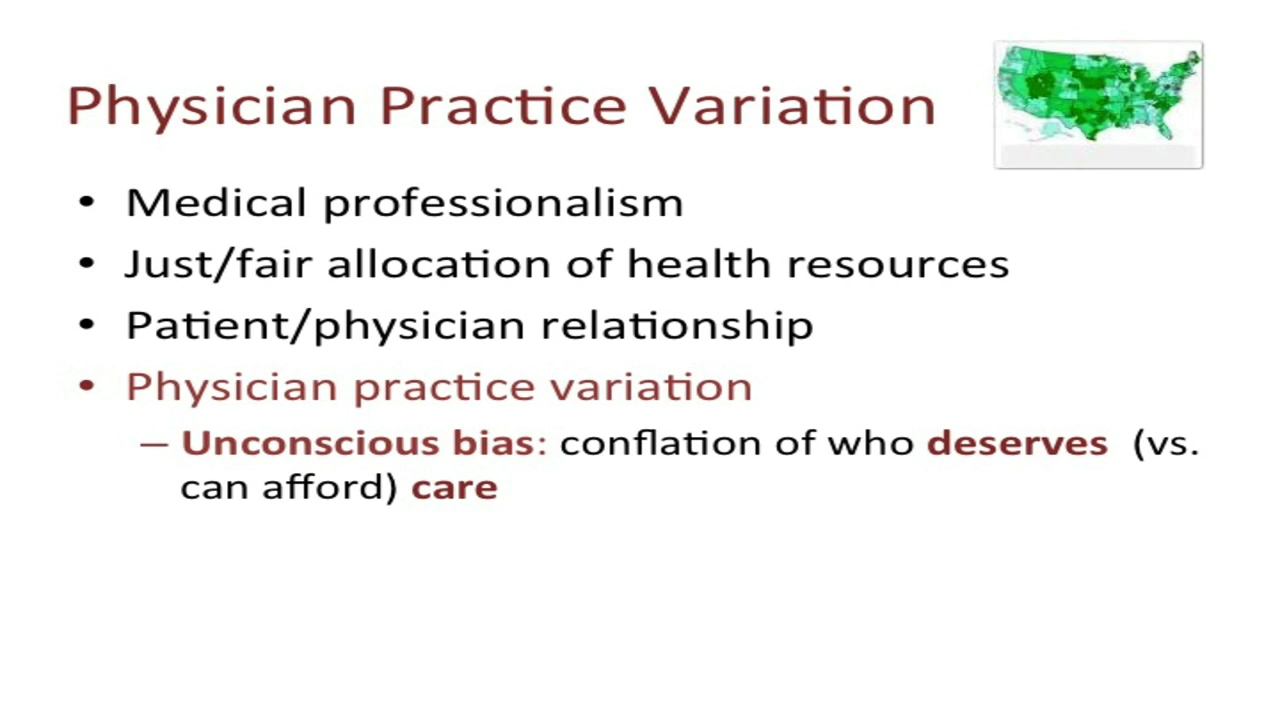 Physician Practice Variation
• Medical professionalism
• Just/fair allocation of health resources
• Patient/physician relationship
• Physician practice variation
– Unconscious bias: conflation of who deserves (vs.
can afford) care